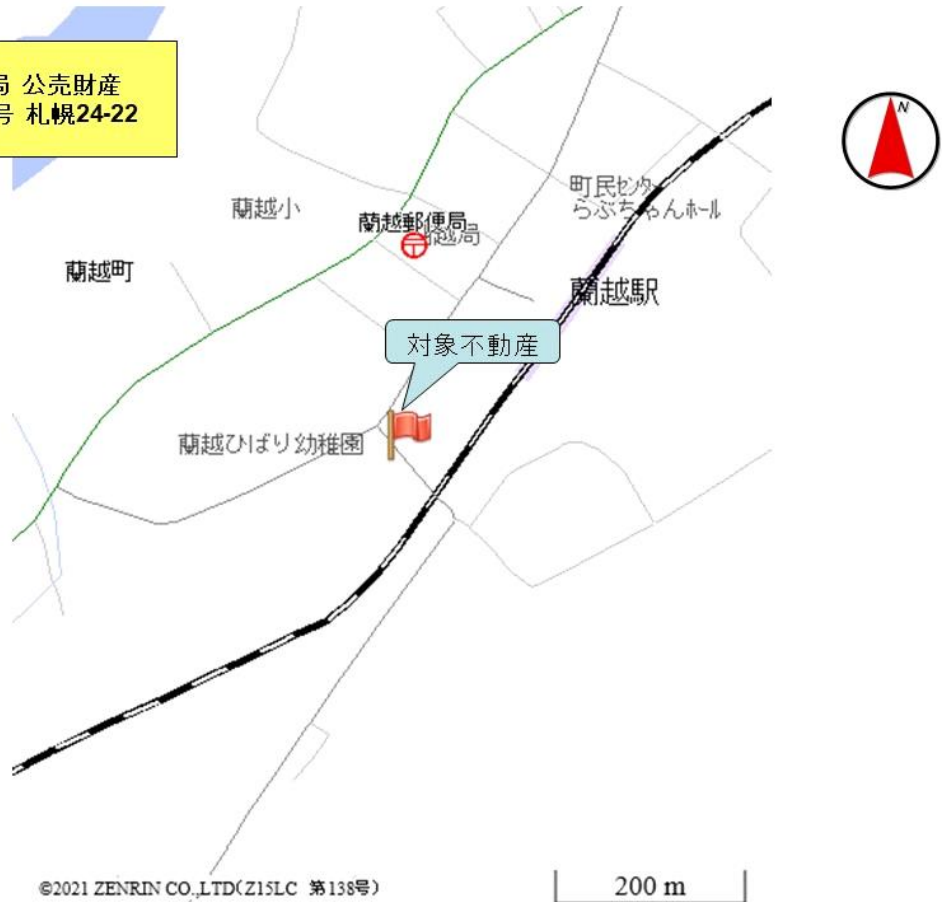 局 公売財産
号 札幌24-22
N
町民センター
らぶちゃんホール
蘭越小
蘭越郵便局
越局
蘭越町
蘭越駅
対象不動産
蘭越ひばり幼稚園
©2021 ZENRIN CO.,LTD(Z15LC 第138号)
200 m